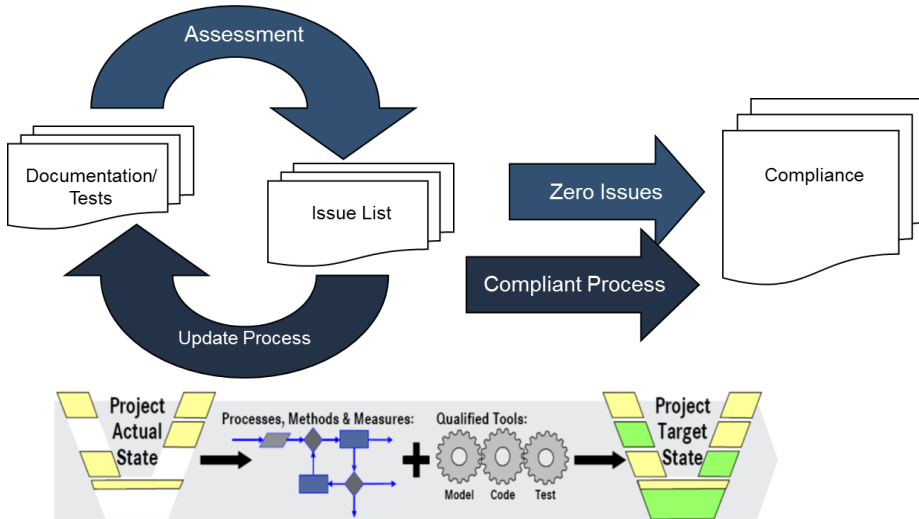 Assessment
Documentation/
Tests
Issue List
Update Process
Zero Issues
Compliant Process
Compliance
Project
Actual
State
Processes, Methods & Measures:
Qualified Tools:
Model
Code
Test
Project
Target
State